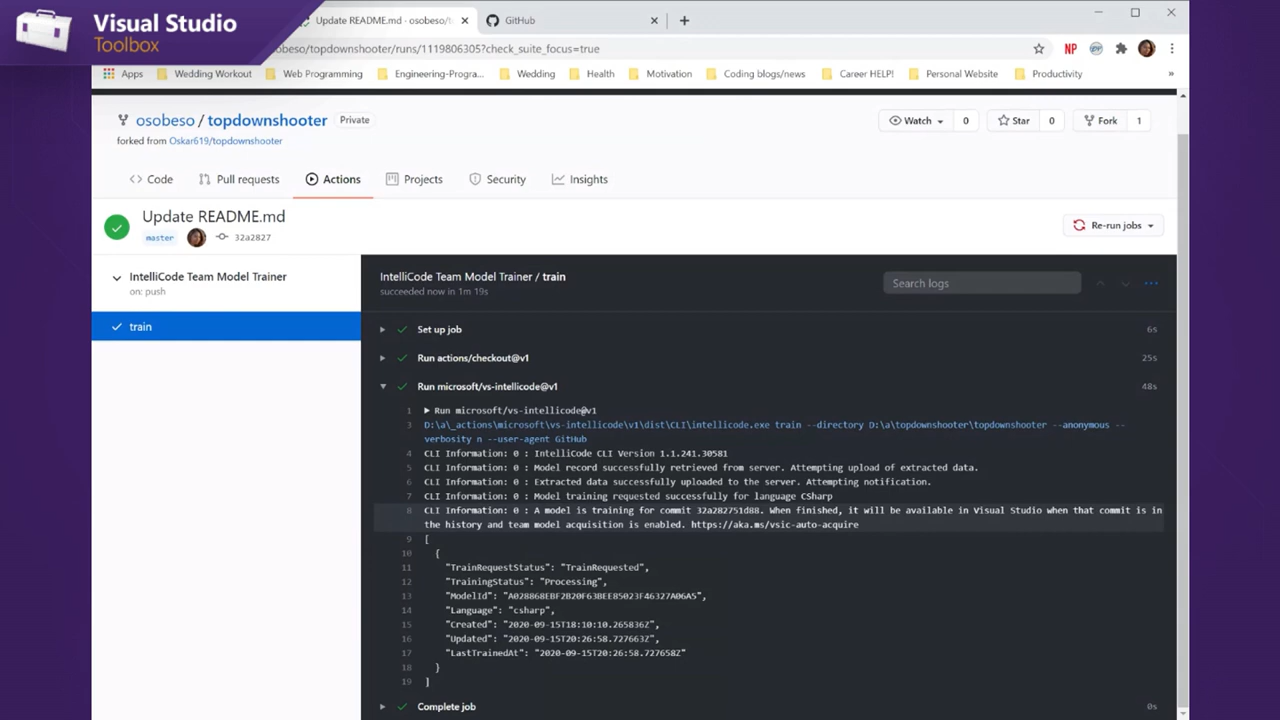 Visual Studio
Toolbox
Update README.md - osobeso/to
GitHub
beso/topdownshooter/runs/1119806305?check_suite_focus=true
NP
Apps
Wedding Workout
Web Programming
Engineering-Progra...
Wedding
Health
Motivation
Coding blogs/news
Career HELP!
Personal Website
Productivity
»
osobeso / topdownshooter Private
forked from Oskar619/topdownshooter
Watch 0
Star 0
Fork 1
Code
Pull requests
Actions
Projects
Security
Insights
Update README.md
master 32a2827
Re-run jobs
IntelliCode Team Model Trainer
on: push
train
IntelliCode Team Model Trainer / train
succeeded now in 1m 19s
Search logs
Set up job 6s
Run actions/checkout@v1 25s
Run microsoft/vs-intellicode@v1 48s
1 Run microsoft/vs-intellicode@v1
3 D:\a\_actions\microsoft\vs-intellicode\v1\dist\CLI\intellicode.exe train --directory D:\a\topdownshooter\topdownshooter --anonymous --
verbosity n --user-agent GitHub
4 CLI Information: 0 : IntelliCode CLI Version 1.1.241.30581
5 CLI Information: 0 : Model record successfully retrieved from server. Attempting upload of extracted data.
6 CLI Information: 0 : Extracted data successfully uploaded to the server. Attempting notification.
7 CLI Information: 0 : Model training requested successfully for language CSharp
8 CLI Information: 0 : A model is training for commit 32a282751d88. When finished, it will be available in Visual Studio when that commit is in
the history and team model acquisition is enabled. https://aka.ms/vsic-auto-acquire
9 [
10 {
11 "TrainRequestStatus": "TrainRequested",
12 "TrainingStatus": "Processing",
13 "ModelId": "A028868EBF2B20F63BEE85023F46327A06A5",
14 "Language": "csharp",
15 "Created": "2020-09-15T18:10:10.265836Z",
16 "Updated": "2020-09-15T20:26:58.727663Z",
17 "LastTrainedAt": "2020-09-15T20:26:58.727658Z"
18 }
19 ]
Complete job 0s